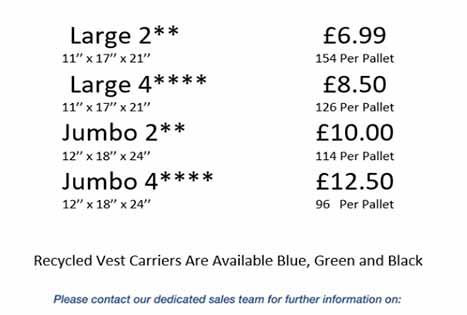 Large 2** £6.99
11’’ x 17’’ x 21’’ 154 Per Pallet
Large 4**** £8.50
11’’ x 17’’ x 21’’ 126 Per Pallet
Jumbo 2** £10.00
12’’ x 18’’ x 24’’ 114 Per Pallet
Jumbo 4**** £12.50
12’’ x 18’’ x 24’’ 96 Per Pallet
Recycled Vest Carriers Are Available Blue, Green and Black
Please contact our dedicated sales team for further information on: